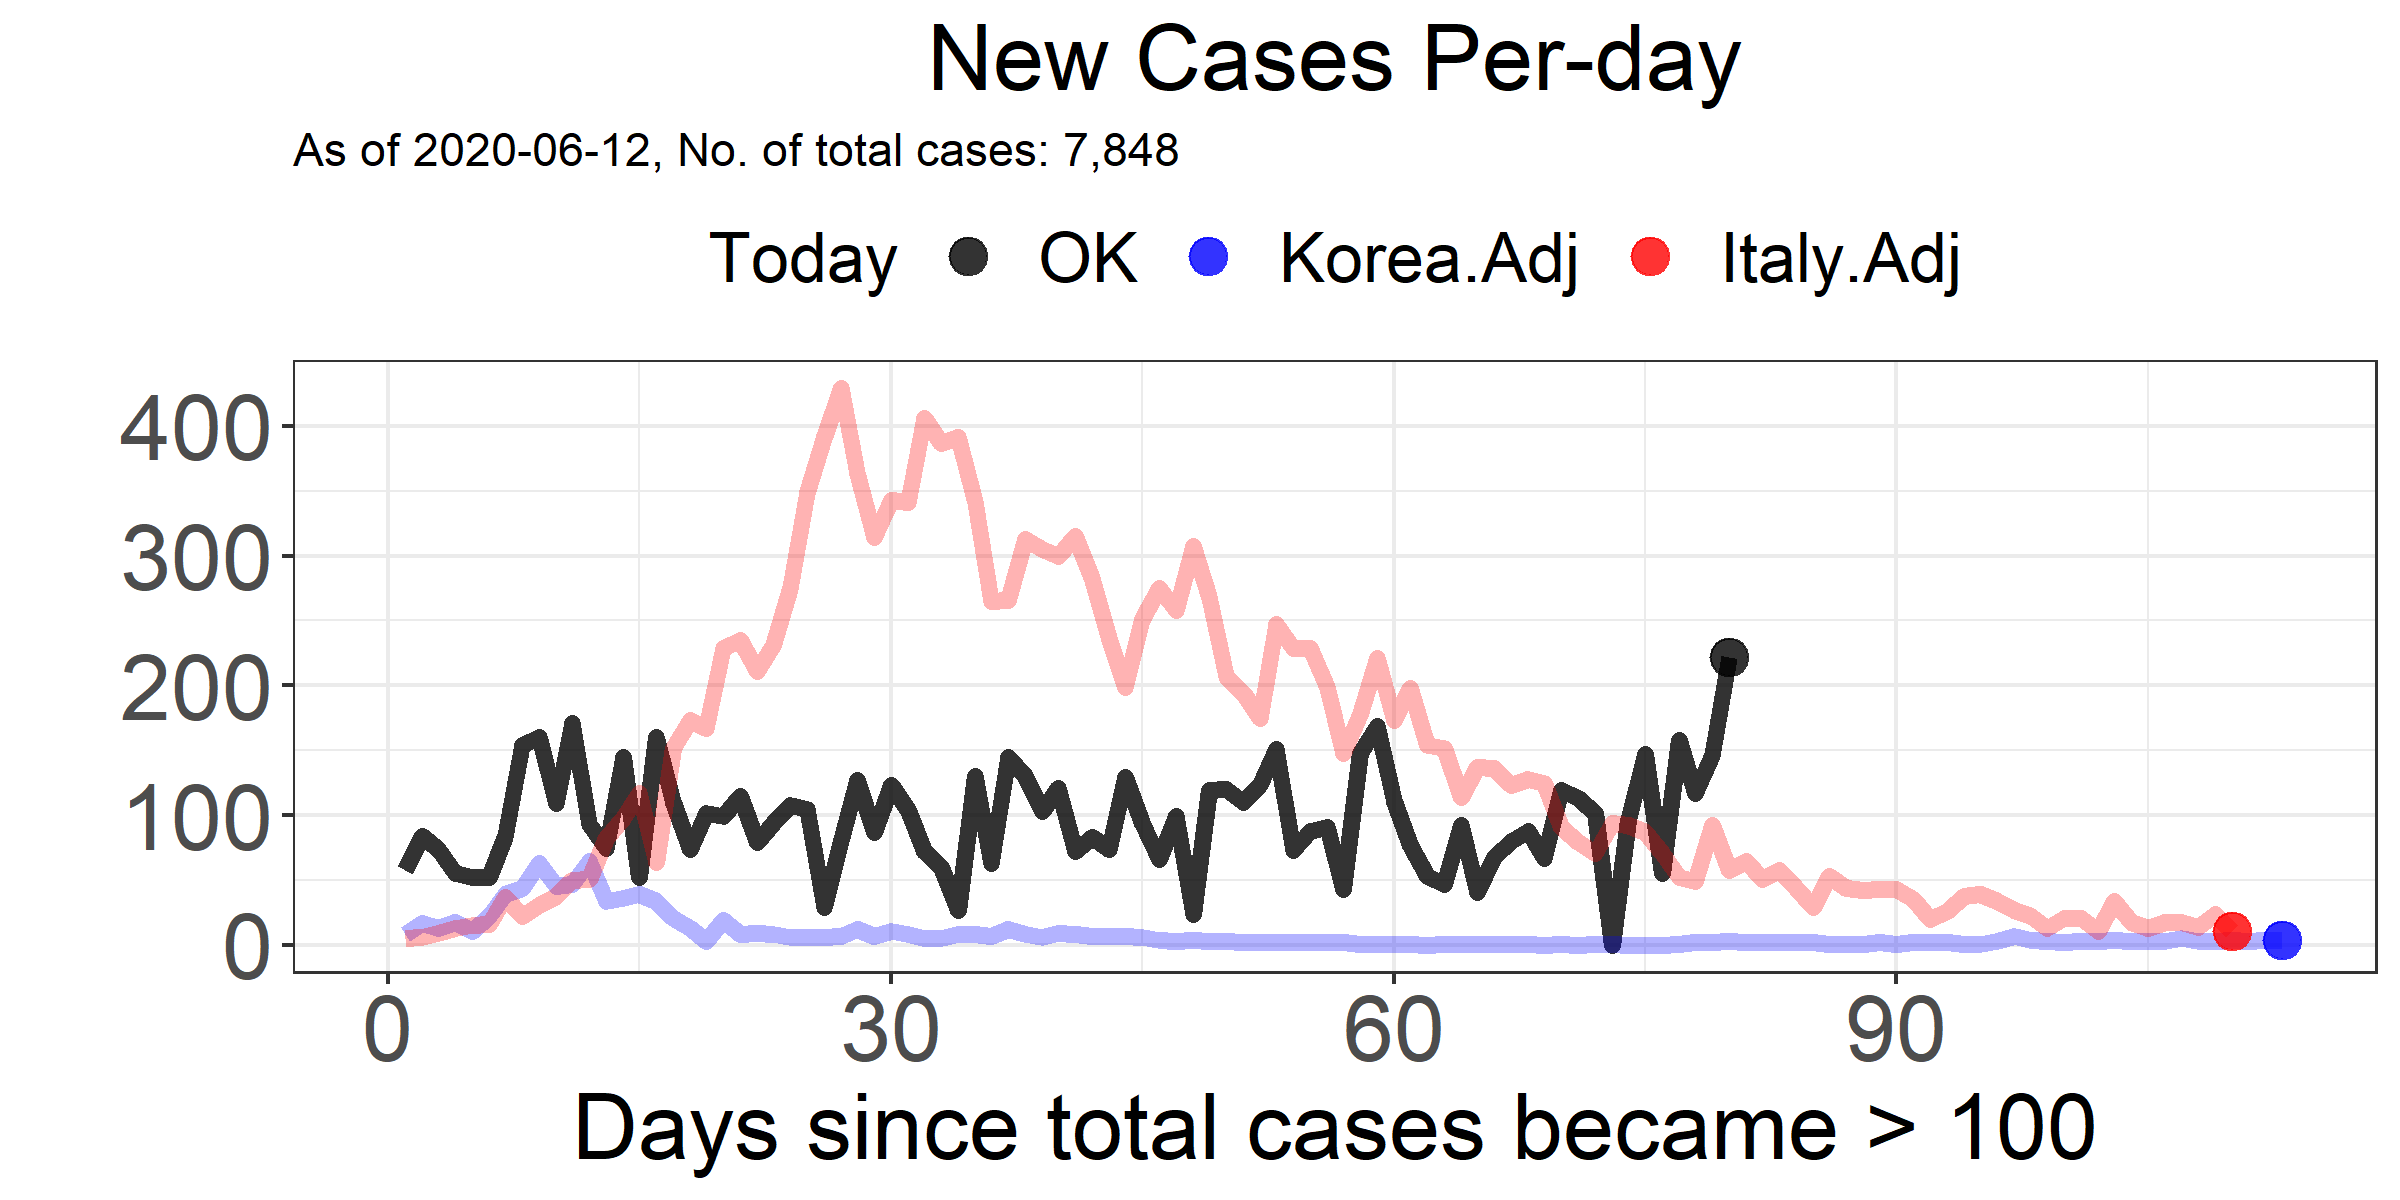 New Cases Per-day
As of 2020-06-12, No. of total cases: 7,848
Today OK Korea.Adj Italy.Adj
400
300
200
100
0
0 30 60 90
Days since total cases became > 100